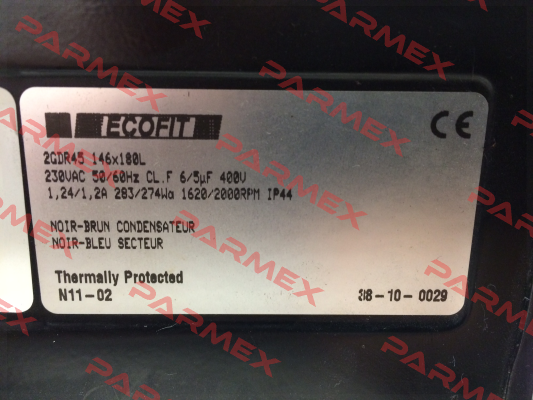 ECOFIT
CE
2GDR45 146x180L
230VAC 50/60Hz CL.F 6/5µF 400V
1,24/1,2A 283/274Wa 1620/2000RPM IP44
NOIR-BRUN CONDENSATEUR
NOIR-BLEU SECTEUR
Thermally Protected
N11-02
38-10-0029
PARMEX
PARMEX
PARMEX
PARMEX
PARMEX
PARMEX
PARMEX
PARMEX